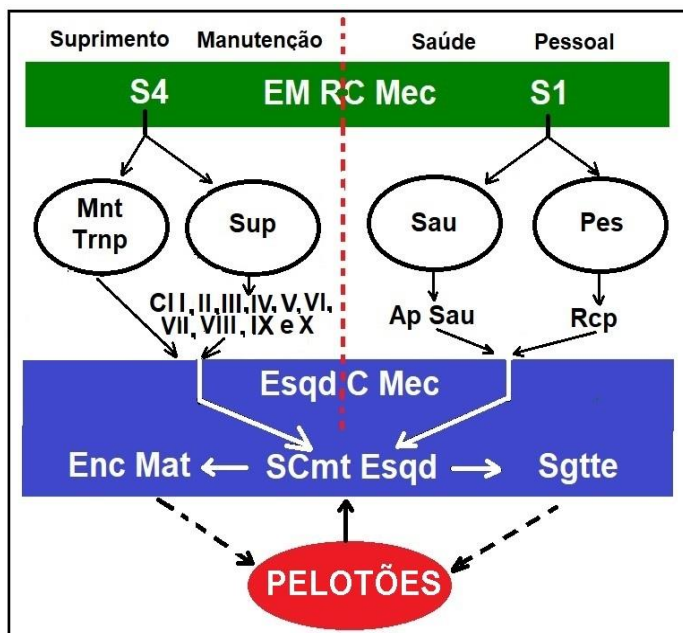 Suprimento Manutenção Saúde Pessoal
S4 EM RC Mec S1
Mnt
Trnp
Sup
Sau
Pes
Cl I, II, III, IV, V, VI,
VII, VIII, IX e X
Ap Sau
Rcp
Esqd C Mec
Enc Mat SCmt Esqd Sgtte
PELOTÕES